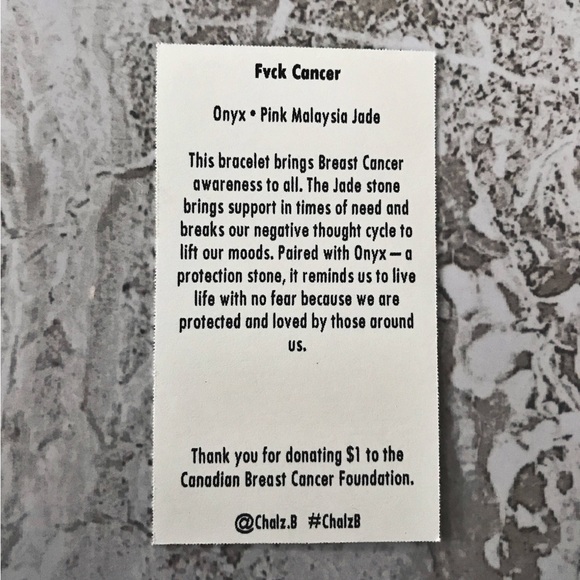 Fvck Cancer
Onyx • Pink Malaysia Jade
This bracelet brings Breast Cancer
awareness to all. The Jade stone
brings support in times of need and
breaks our negative thought cycle to
lift our moods. Paired with Onyx – a
protection stone, it reminds us to live
life with no fear because we are
protected and loved by those around
us.
Thank you for donating $1 to the
Canadian Breast Cancer Foundation.
@Chalz.B #ChalzB